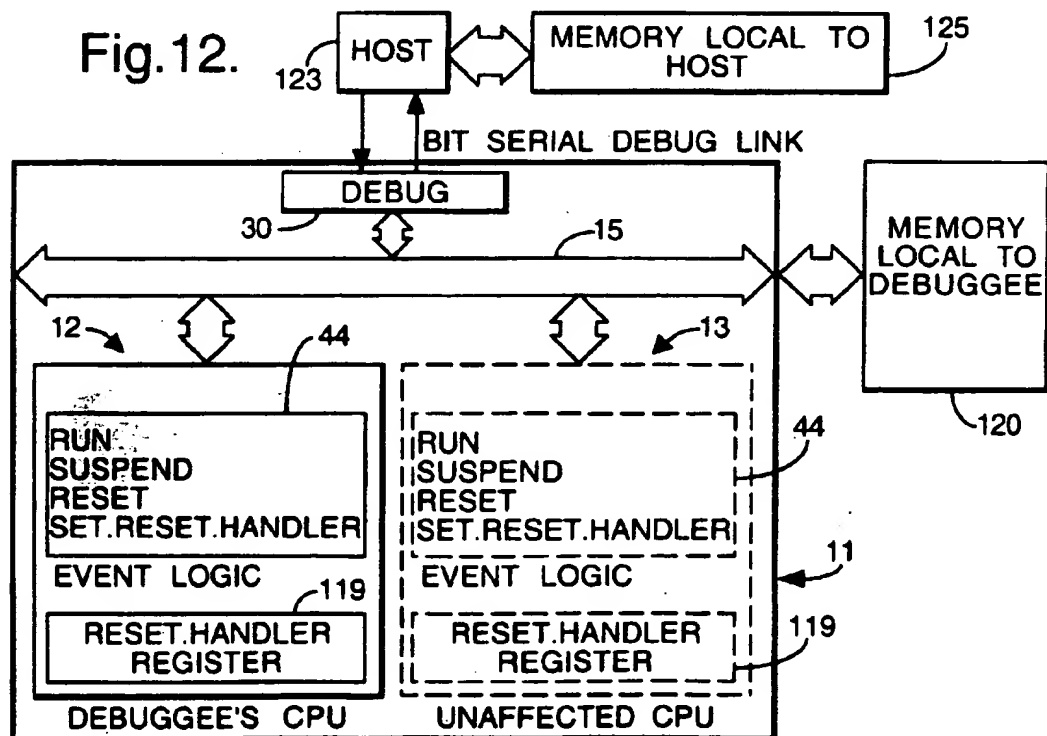 Fig.12.
123
HOST
MEMORY LOCAL TO
HOST
125
BIT SERIAL DEBUG LINK
DEBUG
30
15
MEMORY
LOCAL TO
DEBUGGEE
120
12
44
13
RUN
SUSPEND
RESET
SET.RESET.HANDLER
EVENT LOGIC
119
RESET.HANDLER
REGISTER
DEBUGGEE'S CPU
RUN
SUSPEND
RESET
SET.RESET.HANDLER
44
EVENT LOGIC
11
RESET.HANDLER
REGISTER
119
UNAFFECTED CPU